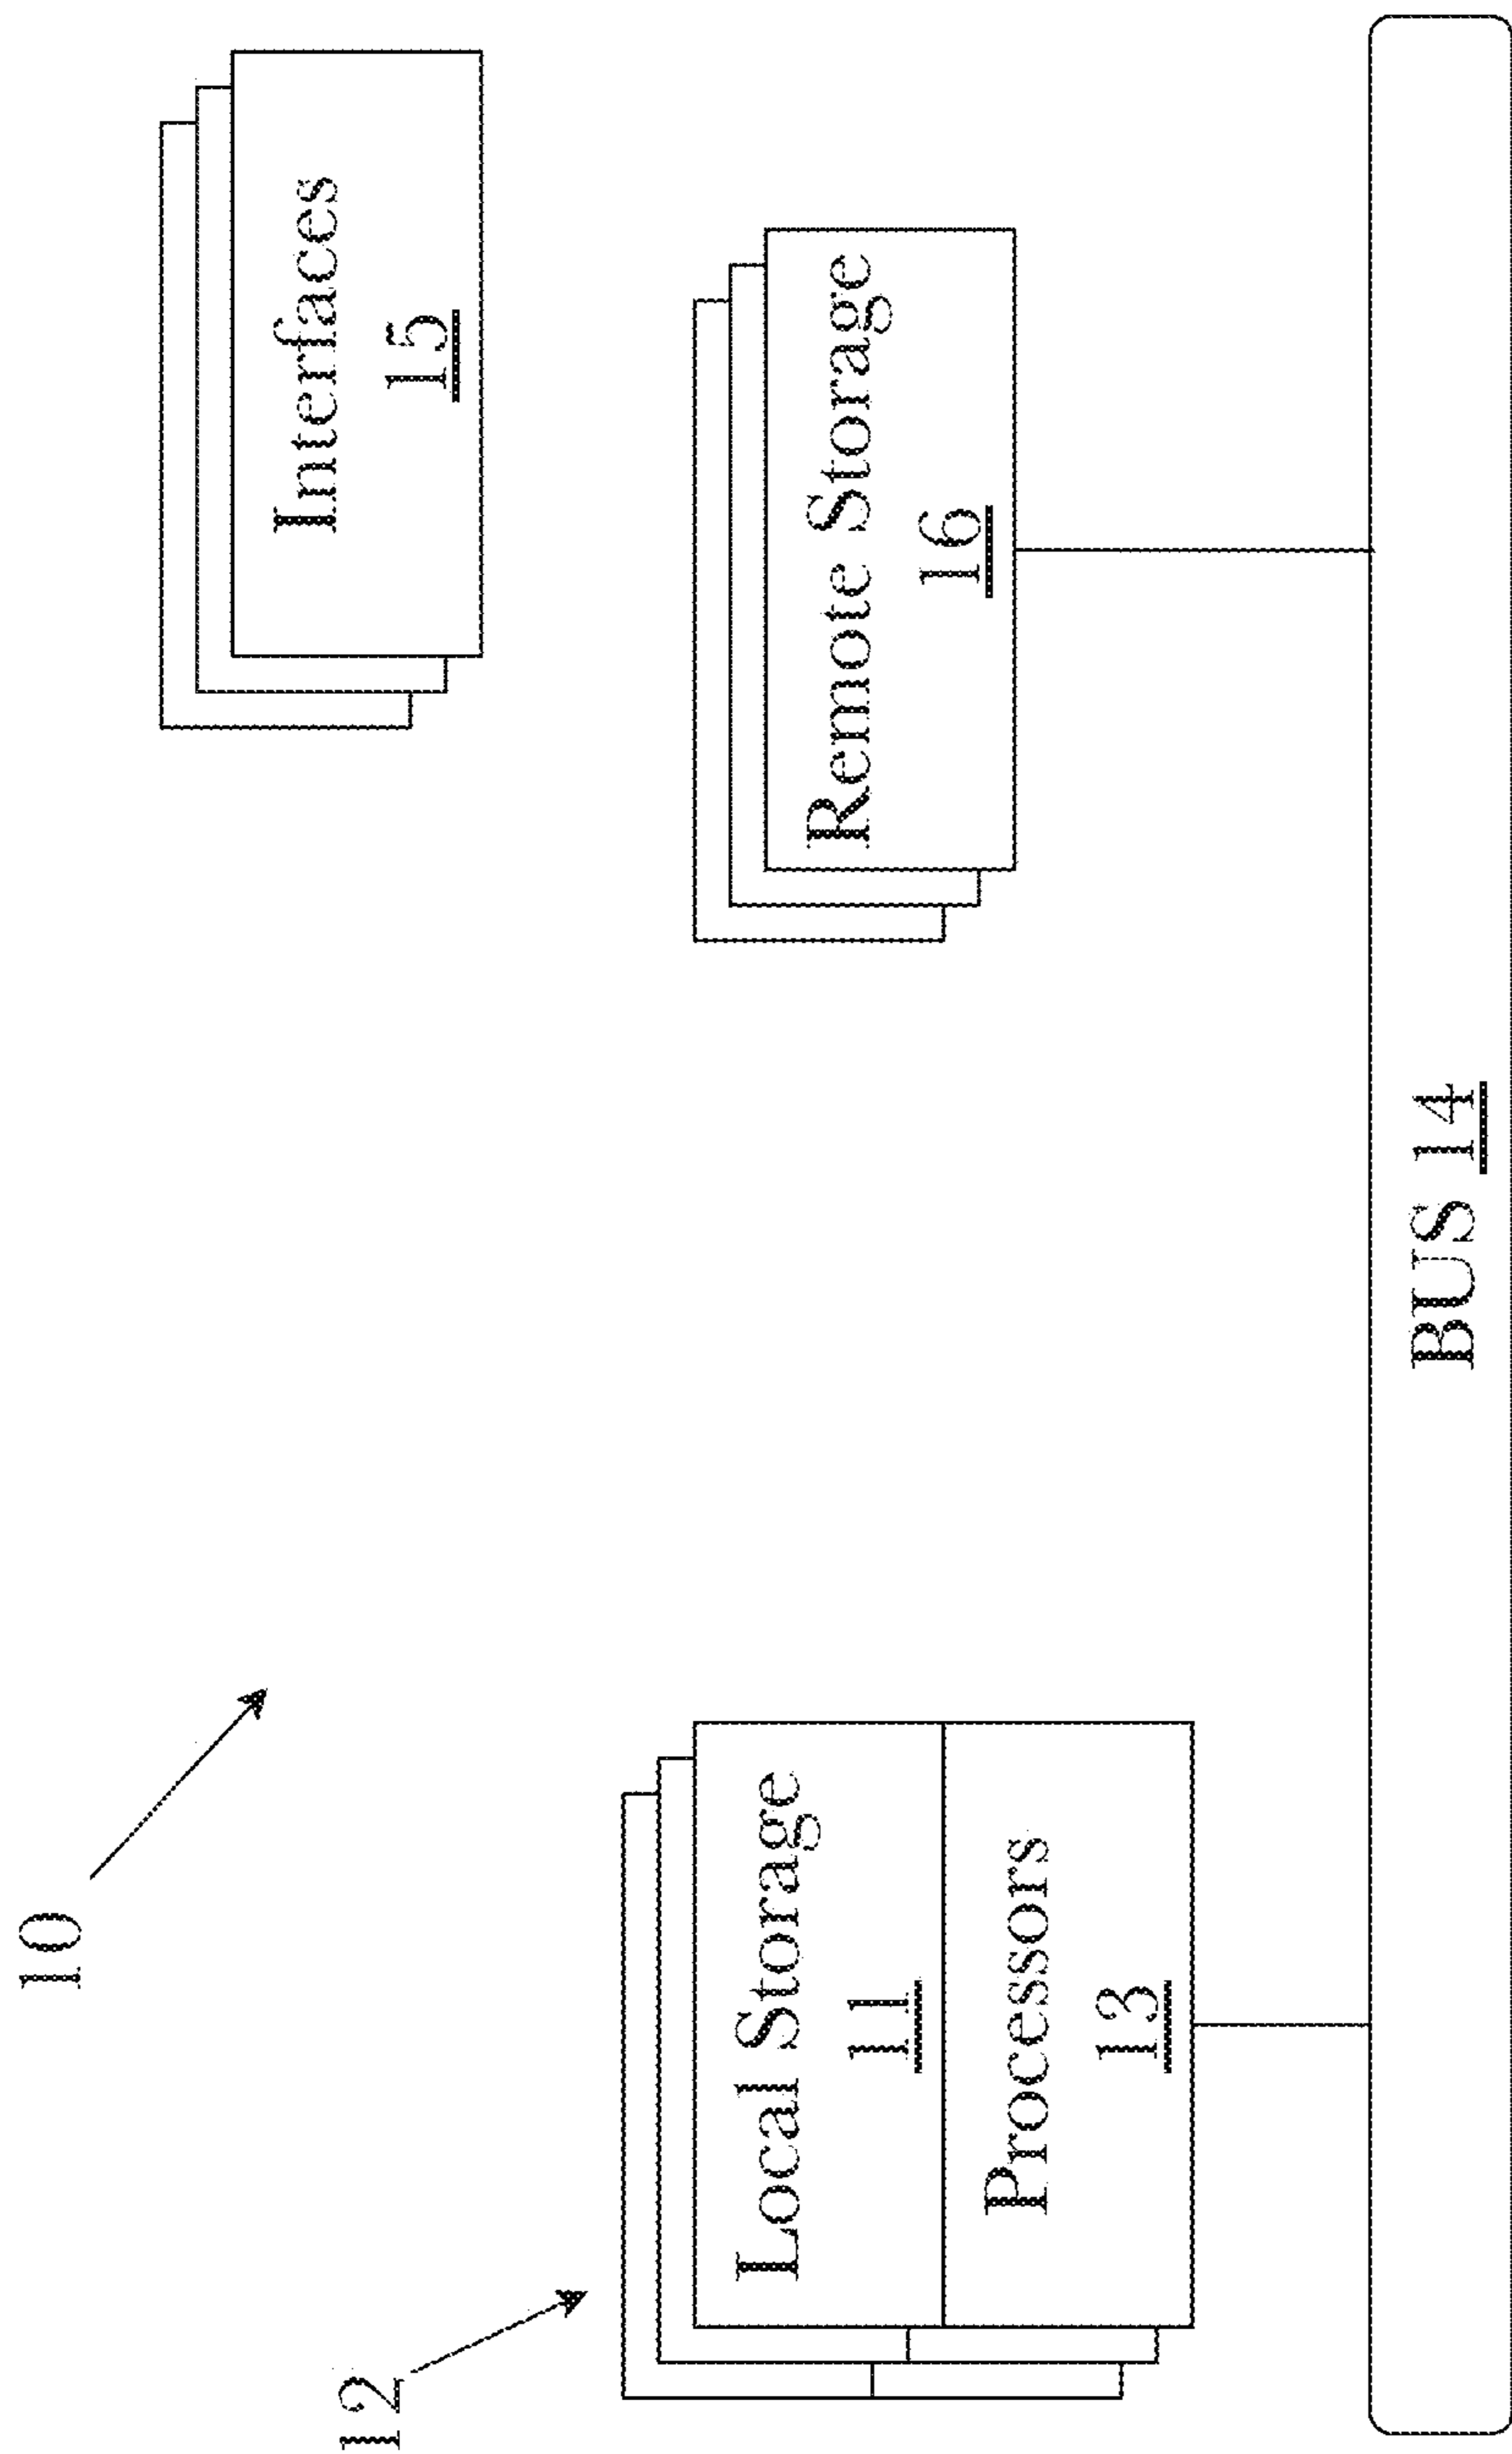 10
12
Local Storage
11
Processors
13
Interfaces
15
Remote Storage
16
BUS 14